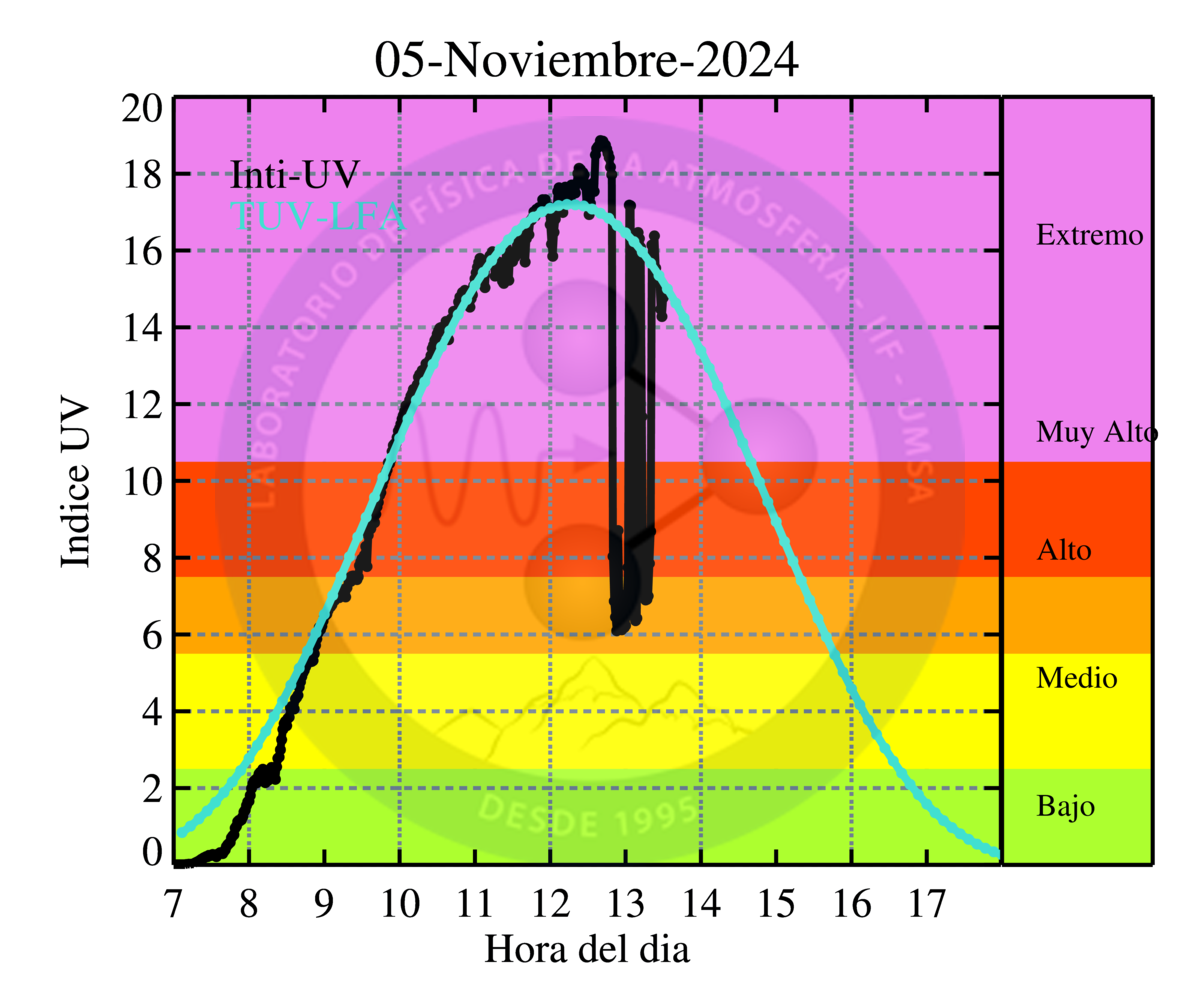 05-Noviembre-2024
Inti-UV
TUV-LFA
Indice UV
20
18
16
14
12
10
8
6
4
2
0
7 8 9 10 11 12 13 14 15 16 17
Hora del dia
Extremo
Muy Alto
Alto
Medio
Bajo
LABORATORIO DE FÍSICA DE LA ATMÓSFERA - IIF - UMSA
DESDE 1995